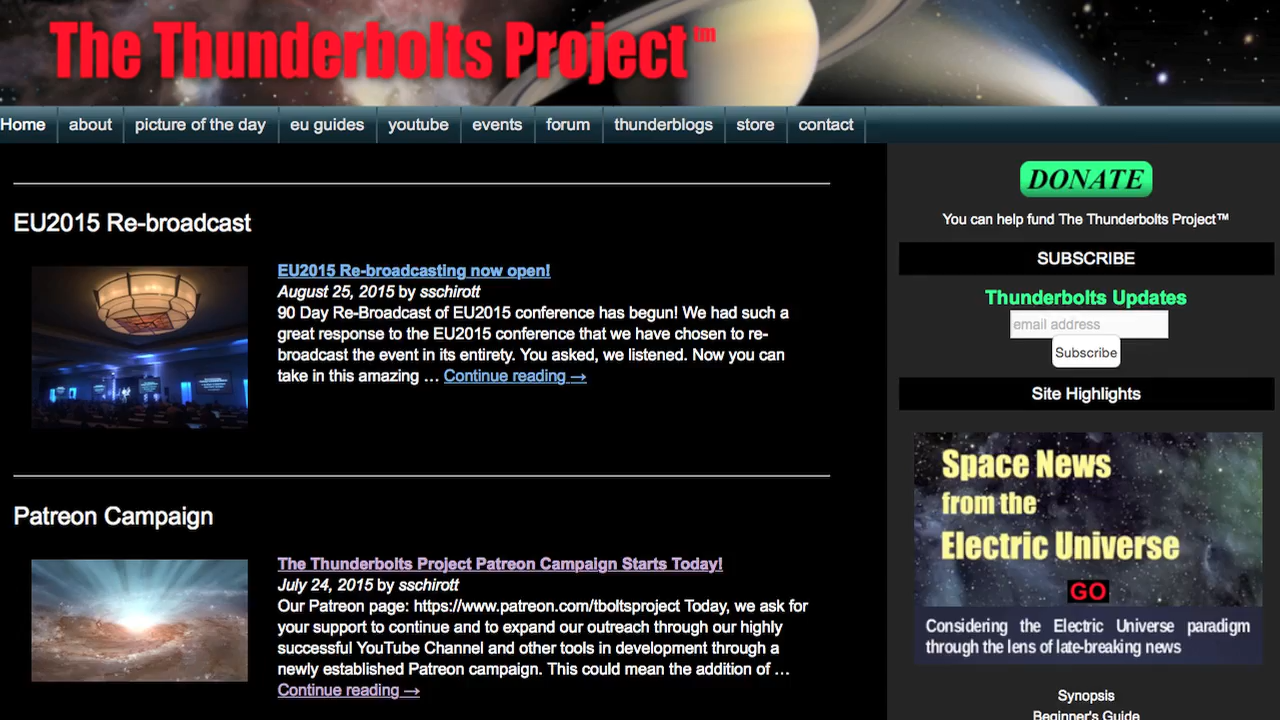 The Thunderbolts Project™
Home about picture of the day eu guides youtube events forum thunderblogs store contact
EU2015 Re-broadcast
EU2015 Re-broadcasting now open!
August 25, 2015 by sschirott
90 Day Re-Broadcast of EU2015 conference has begun! We had such a
great response to the EU2015 conference that we have chosen to re-
broadcast the event in its entirety. You asked, we listened. Now you can
take in this amazing … Continue reading →
Patreon Campaign
The Thunderbolts Project Patreon Campaign Starts Today!
July 24, 2015 by sschirott
Our Patreon page: https://www.patreon.com/tboltsproject Today, we ask for
your support to continue and to expand our outreach through our highly
successful YouTube Channel and other tools in development through a
newly established Patreon campaign. This could mean the addition of …
Continue reading →
DONATE
You can help fund The Thunderbolts Project™
SUBSCRIBE
Thunderbolts Updates
email address
Subscribe
Site Highlights
Space News
from the
Electric Universe
GO
Considering the Electric Universe paradigm
through the lens of late-breaking news
Synopsis
Beginner's Guide